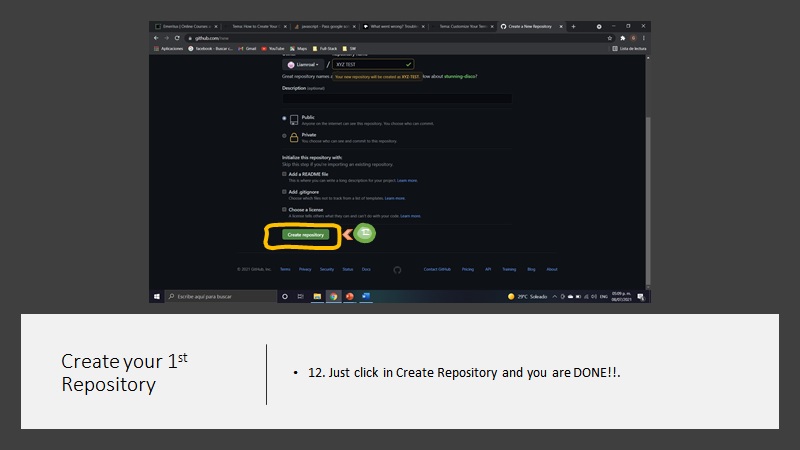 Emeritus | Online Courses
Tema: How to Create Your
javascript - Pass google sc
What went wrong? Troubl
Tema: Customize Your Tem
Create a New Repository
github.com/new
Aplicaciones
facebook - Buscar c...
Gmail
YouTube
Maps
Full-Stack
SW
Lista de lectura
Liamroad / XYZ TEST
Great repository names a
Your new repository will be created as XYZ-TEST.
How about sturning-disco?
Description (optional)
Public
Anyone on the internet can see this repository. You choose who can commit.
Private
You choose who can see and commit to this repository.
Initialize this repository with:
Skip this step if you're importing an existing repository.
Add a README file
This is where you can write a long description for your project. Learn more.
Add .gitignore
Choose which files not to track from a list of templates. Learn more.
Choose a license
A license tells others what they can and can't do with your code. Learn more.
Create repository
© 2021 GitHub, Inc. Terms Privacy Security Status Docs Contact GitHub Pricing API Training Blog About
Escribe aquí para buscar
29°C Soleado
ENG
05:09 p. m.
08/07/2021
Create your 1st
Repository
• 12. Just click in Create Repository and you are DONE!!.